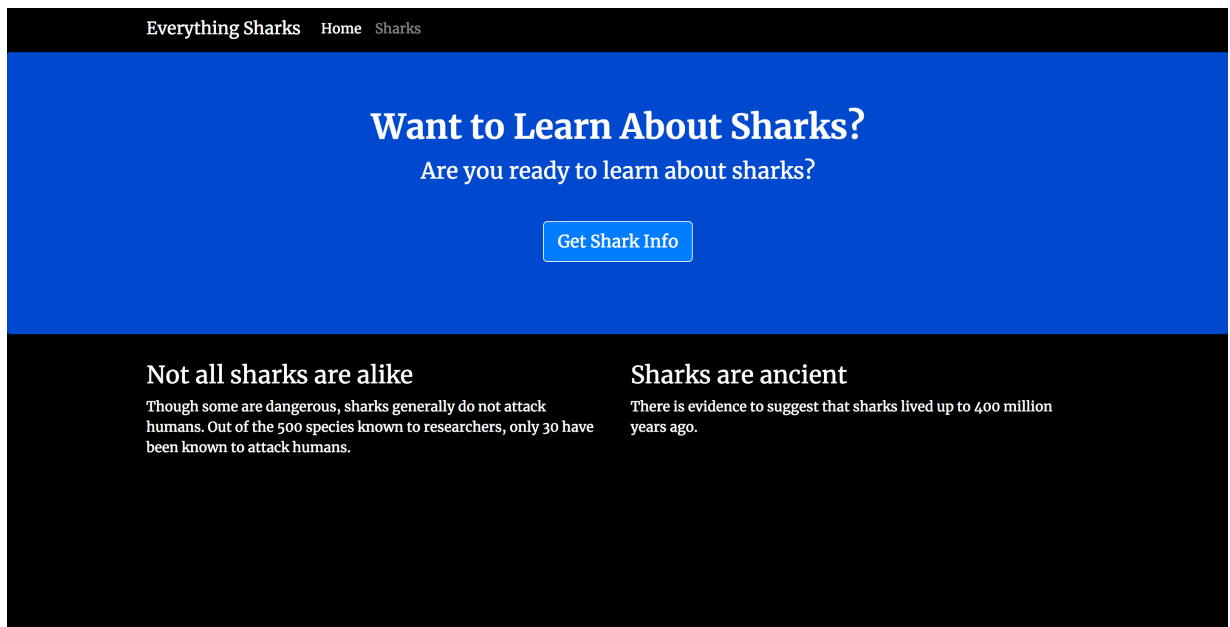 Everything Sharks Home Sharks
Want to Learn About Sharks?
Are you ready to learn about sharks?
Get Shark Info
Not all sharks are alike
Though some are dangerous, sharks generally do not attack
humans. Out of the 500 species known to researchers, only 30 have
been known to attack humans.
Sharks are ancient
There is evidence to suggest that sharks lived up to 400 million
years ago.